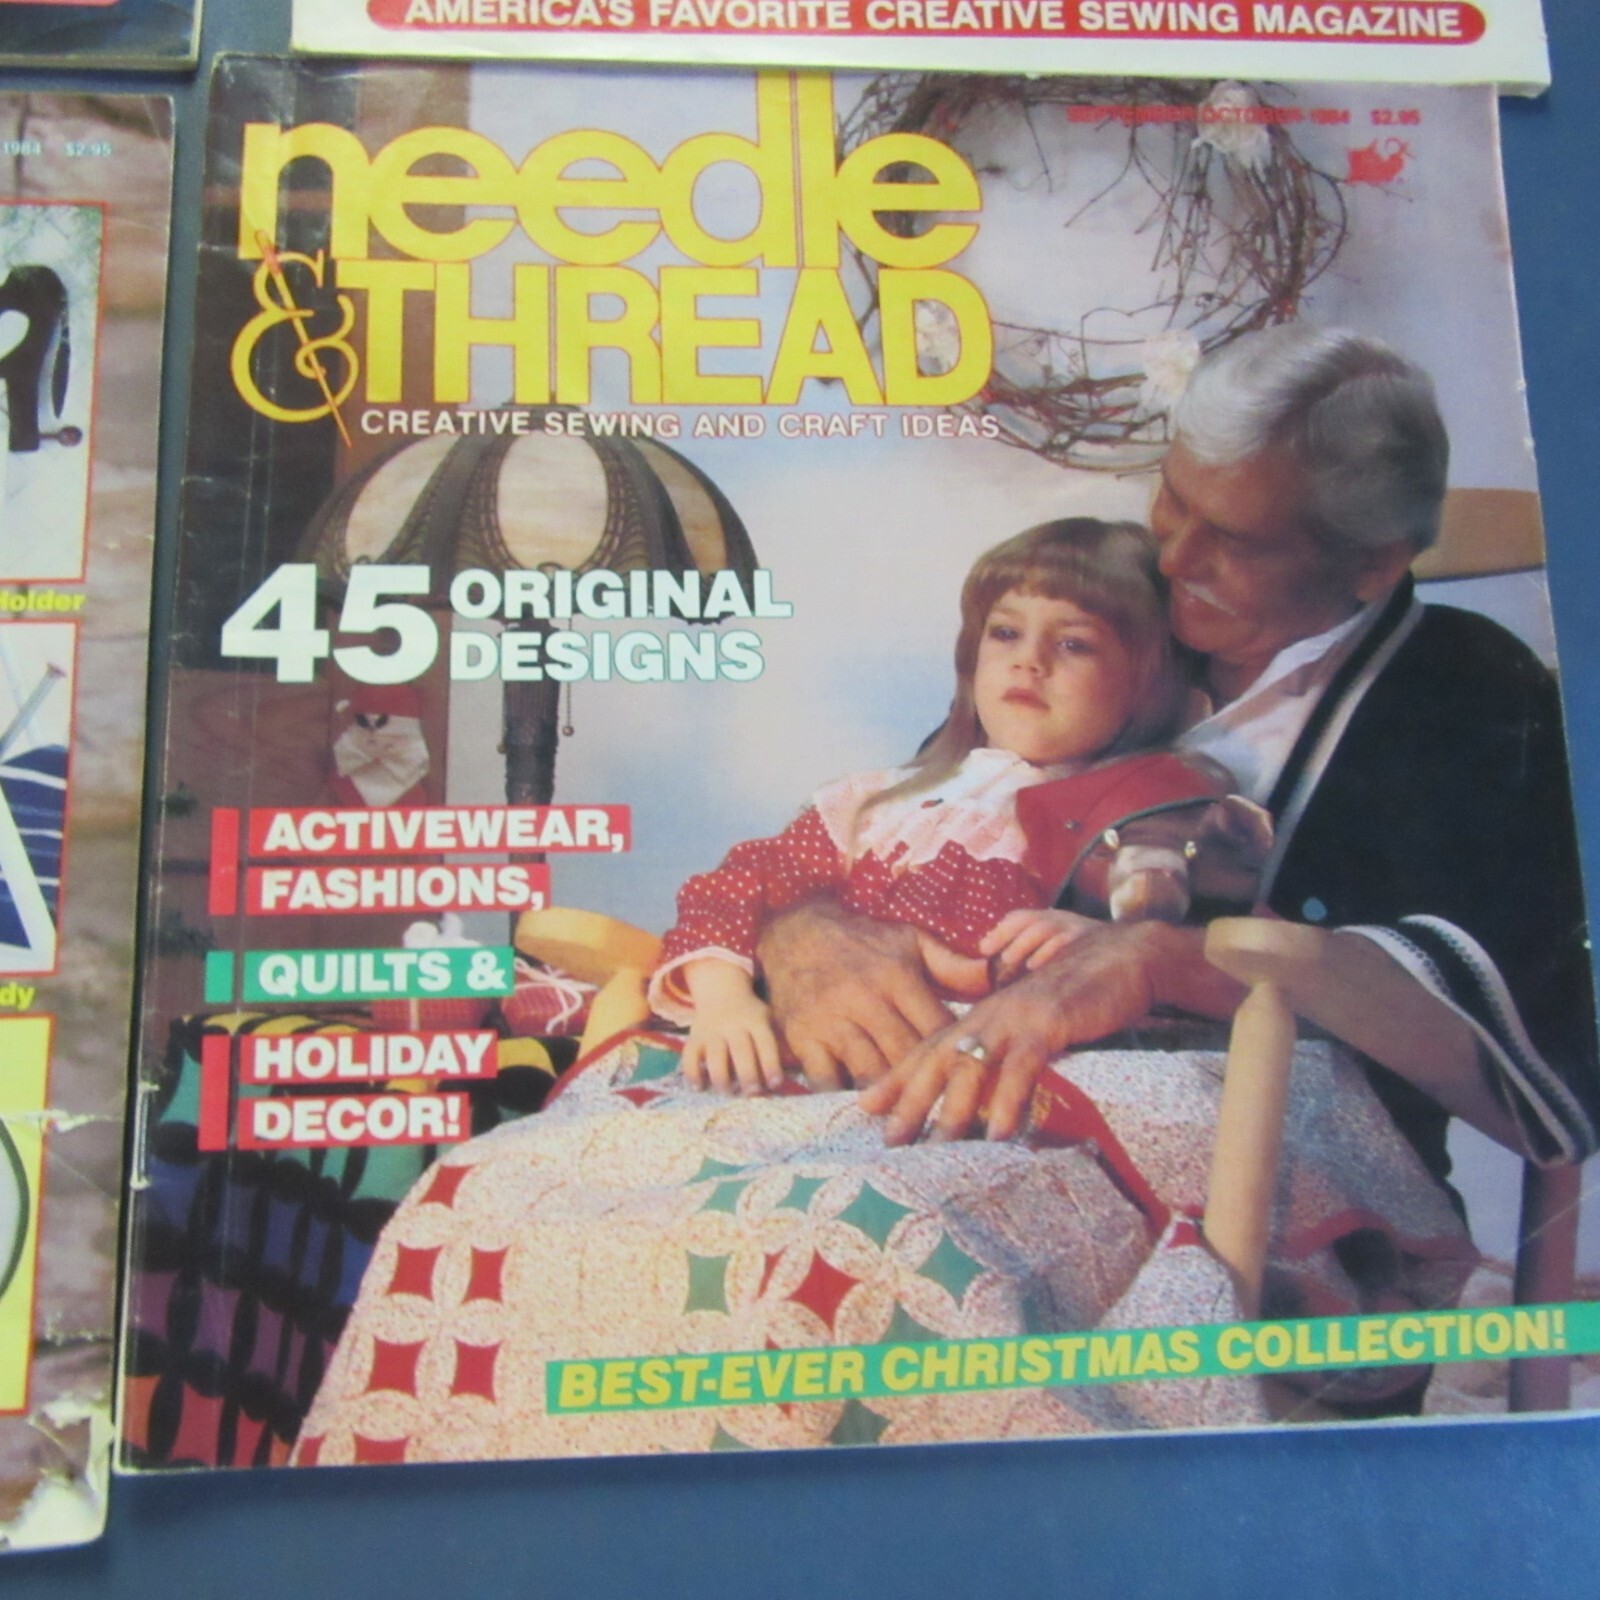 AMERICA'S FAVORITE CREATIVE SEWING MAGAZINE
1984 $2.95
Holder
dy
SEPTEMBER/OCTOBER 1984 $2.95
needle
& THREAD
CREATIVE SEWING AND CRAFT IDEAS
45 ORIGINAL
DESIGNS
ACTIVEWEAR,
FASHIONS,
QUILTS &
HOLIDAY
DECOR!
BEST-EVER CHRISTMAS COLLECTION!